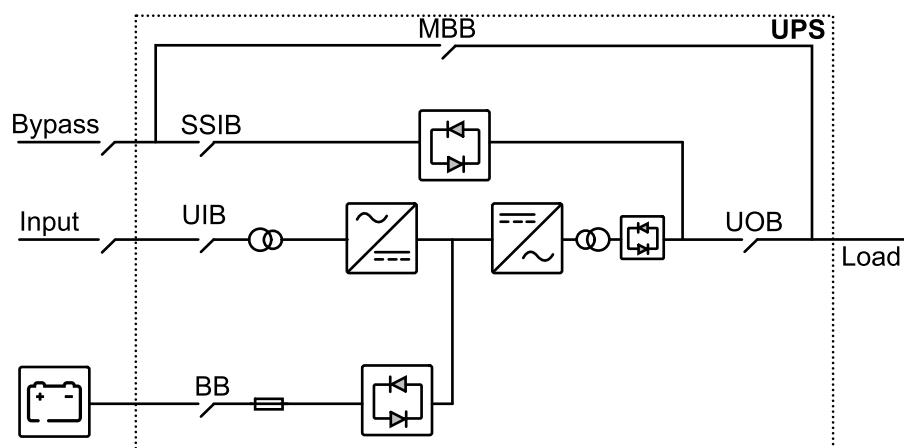 MBB
UPS
Bypass
SSIB
Input
UIB
UOB
Load
BB
+ -